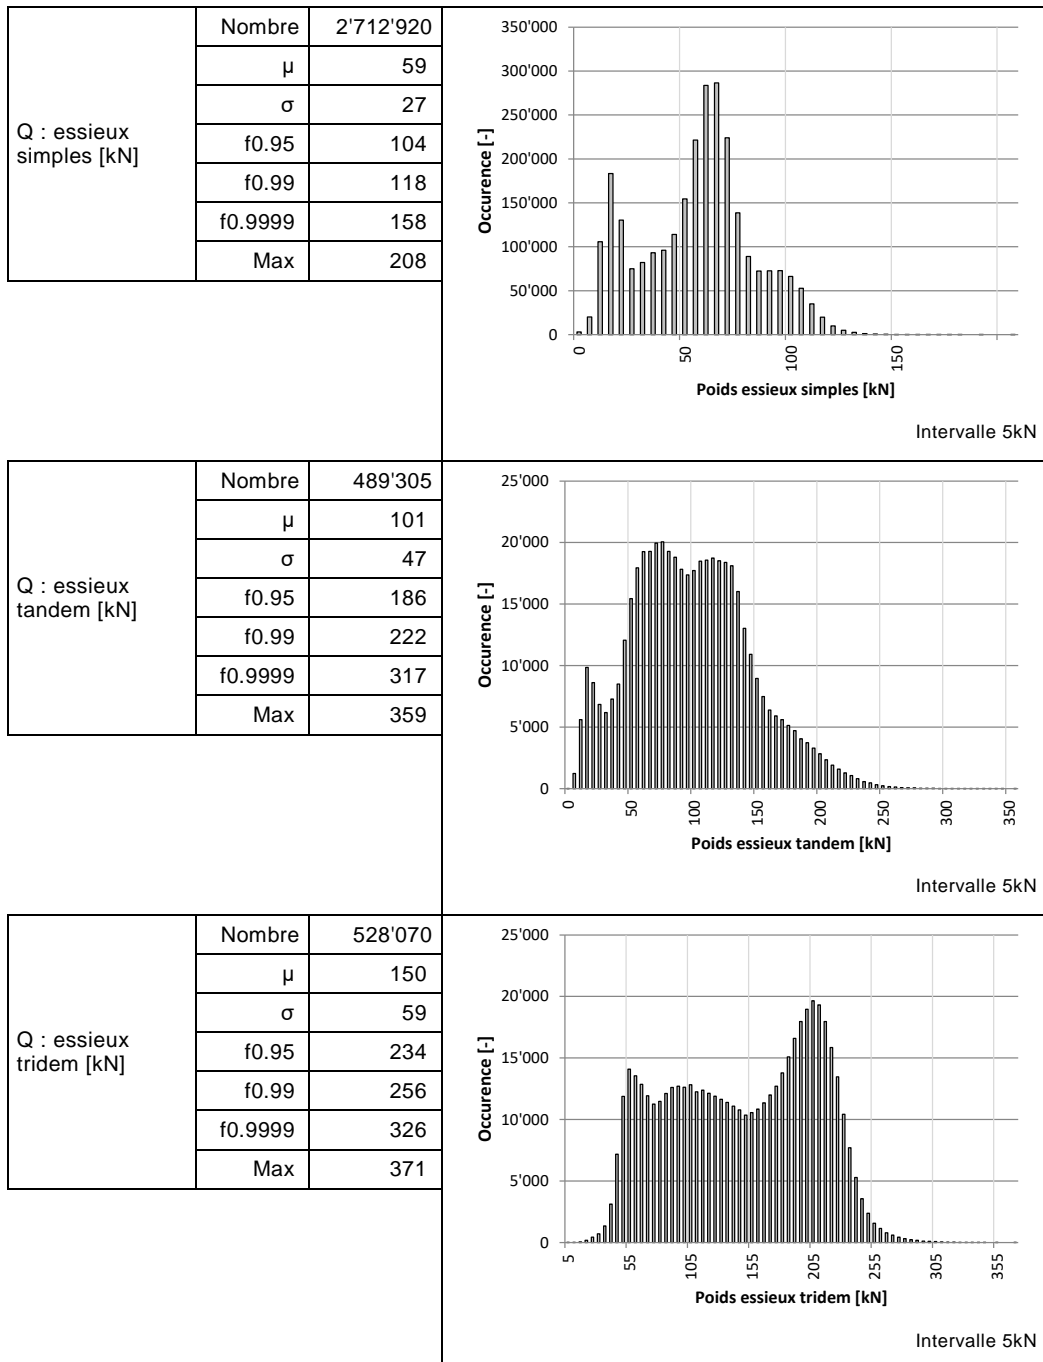 Q : essieux
simples [kN]
Nombre 2'712'920
µ 59
σ 27
f0.95 104
f0.99 118
f0.9999 158
Max 208
350'000
300'000
250'000
200'000
150'000
100'000
50'000
0
Occurence [-]
0 50 100 150
Poids essieux simples [kN]
Intervalle 5kN
Q : essieux
tandem [kN]
Nombre 489'305
µ 101
σ 47
f0.95 186
f0.99 222
f0.9999 317
Max 359
25'000
20'000
15'000
10'000
5'000
0
Occurence [-]
0 50 100 150 200 250 300 350
Poids essieux tandem [kN]
Intervalle 5kN
Q : essieux
tridem [kN]
Nombre 528'070
µ 150
σ 59
f0.95 234
f0.99 256
f0.9999 326
Max 371
25'000
20'000
15'000
10'000
5'000
0
Occurence [-]
5 55 105 155 205 255 305 355
Poids essieux tridem [kN]
Intervalle 5kN